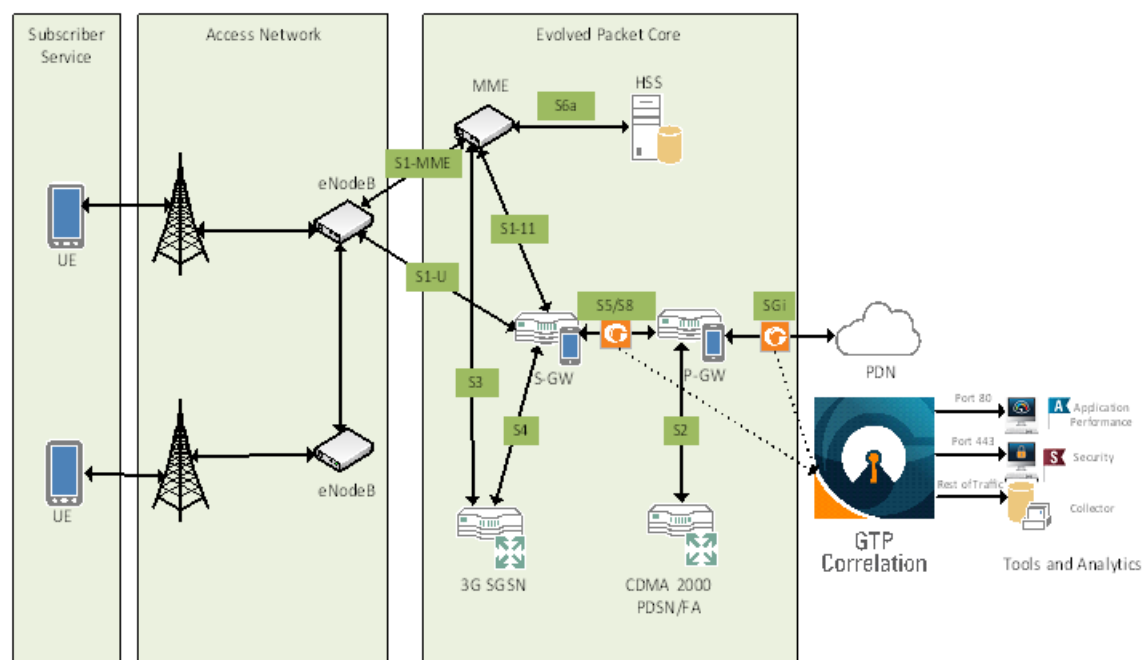 Subscriber
Service
Access Network
Evolved Packet Core
MME
HSS
S6a
S1-MME
eNodeB
UE
S1-11
S1-U
S5/S8
SGi
S-GW
P-GW
PDN
S3
S4
S2
Port 80
A
Application
Performance
Port 443
S
Security
Rest of Traffic
Collector
UE
eNodeB
GTP
Correlation
Tools and Analytics
3G SGSN
CDMA 2000
PDSN/FA